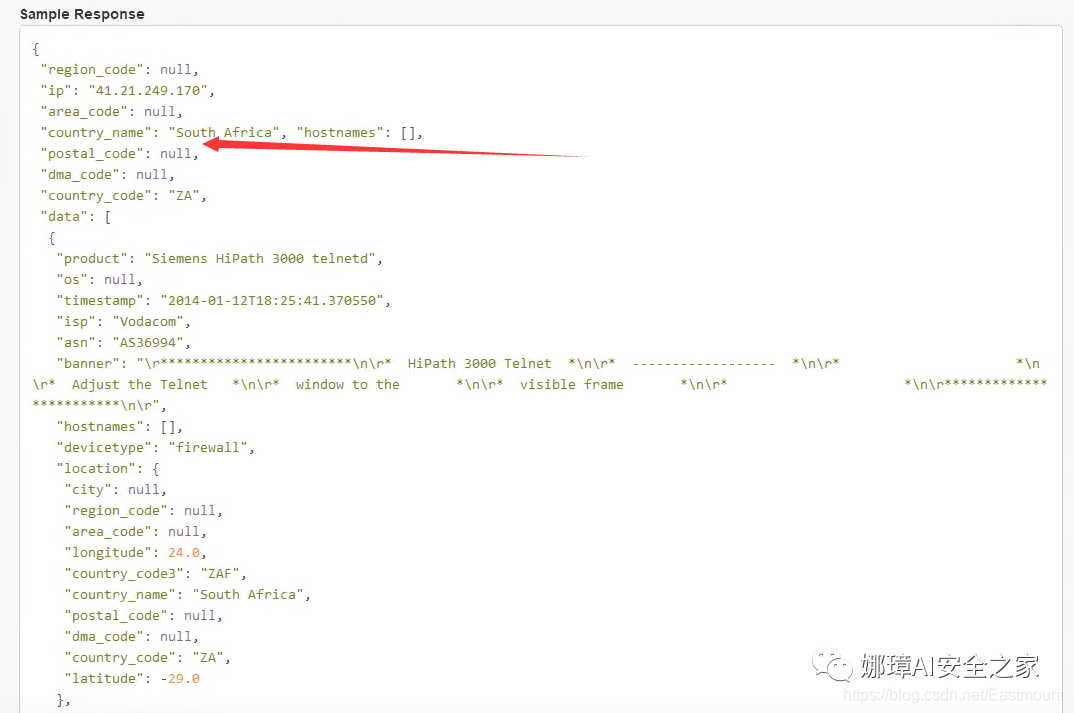 Sample Response
{
"region_code": null,
"ip": "41.21.249.170",
"area_code": null,
"country_name": "South Africa", "hostnames": [],
"postal_code": null,
"dma_code": null,
"country_code": "ZA",
"data": [
{
"product": "Siemens HiPath 3000 telnetd",
"os": null,
"timestamp": "2014-01-12T18:25:41.370550",
"isp": "Vodacom",
"asn": "AS36994",
"banner": "\r************************\n\r*  HiPath 3000 Telnet  *\n\r*  ------------------  *\n\r*                      *\n
\r*  Adjust the Telnet   *\n\r*  window to the       *\n\r*  visible frame       *\n\r*                      *\n\r*************
***********\n\r",
"hostnames": [],
"devicetype": "firewall",
"location": {
"city": null,
"region_code": null,
"area_code": null,
"longitude": 24.0,
"country_code3": "ZAF",
"country_name": "South Africa",
"postal_code": null,
"dma_code": null,
"country_code": "ZA",
"latitude": -29.0
},
娜璋AI安全之家
https://blog.csdn.net/Eastmount